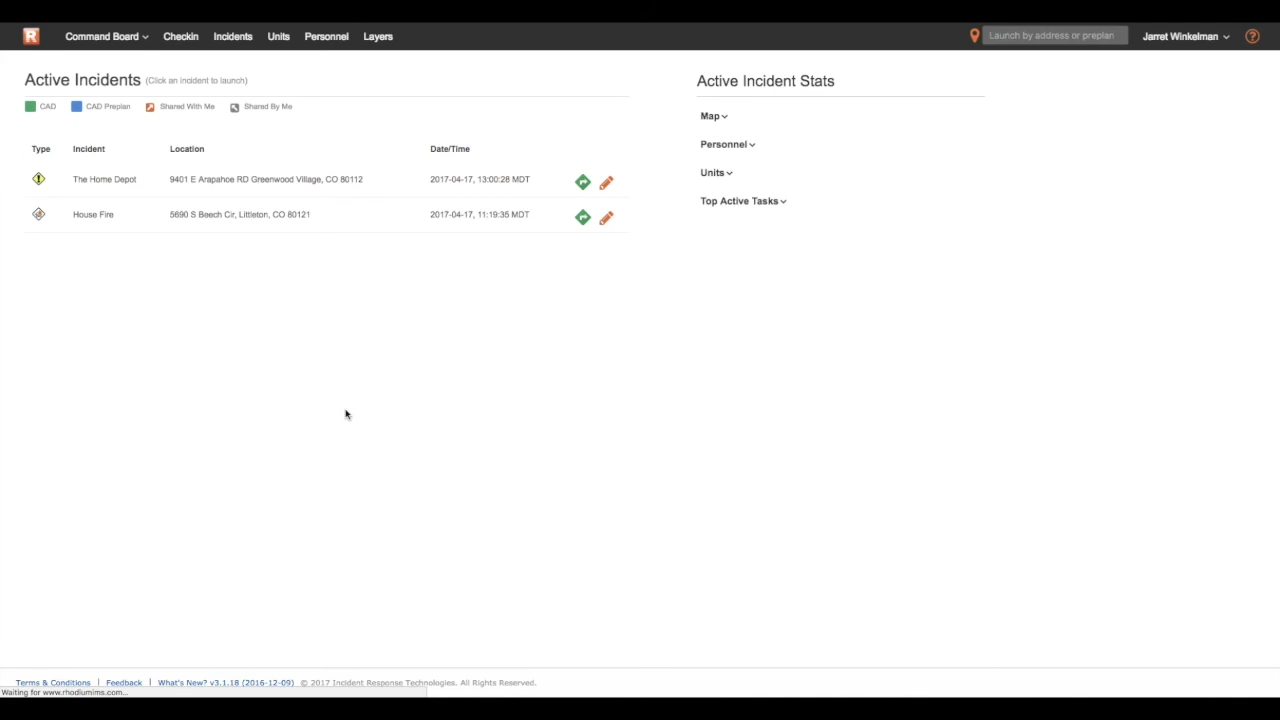 R Command Board Checkin Incidents Units Personnel Layers Launch by address or preplan Jarret Winkelman ?
Active Incidents (Click an incident to launch)
CAD CAD Preplan Shared With Me Shared By Me
Type Incident Location Date/Time
The Home Depot 9401 E Arapahoe RD Greenwood Village, CO 80112 2017-04-17, 13:00:28 MDT
House Fire 5690 S Beech Cir, Littleton, CO 80121 2017-04-17, 11:19:35 MDT
Active Incident Stats
Map
Personnel
Units
Top Active Tasks
Terms & Conditions | Feedback | What's New? v3.1.18 (2016-12-09) © 2017 Incident Response Technologies. All Rights Reserved.
Waiting for www.rhodiumims.com...